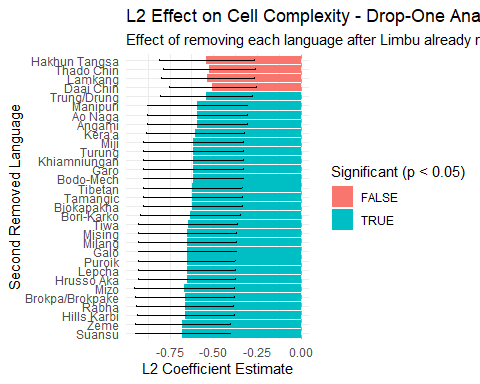 L2 Effect on Cell Complexity - Drop-One Ana
Effect of removing each language after Limbu already r
Second Removed Language
Hakhun Tangsa
Thado Chin
Lamkang
Daai Chin
Trung/Drung
Manipuri
Ao Naga
Angami
Kera'a
Miji
Turung
Khiamniungan
Garo
Bodo-Mech
Tibetan
Tamangic
Biokapakha
Bori-Karko
Tiwa
Mising
Milang
Galo
Puroik
Lepcha
Hrusso Aka
Mizo
Brokpa/Brokpake
Rabha
Hills Karbi
Zeme
Suansu
-0.75 -0.50 -0.25 0.00
L2 Coefficient Estimate
Significant (p < 0.05)
FALSE
TRUE